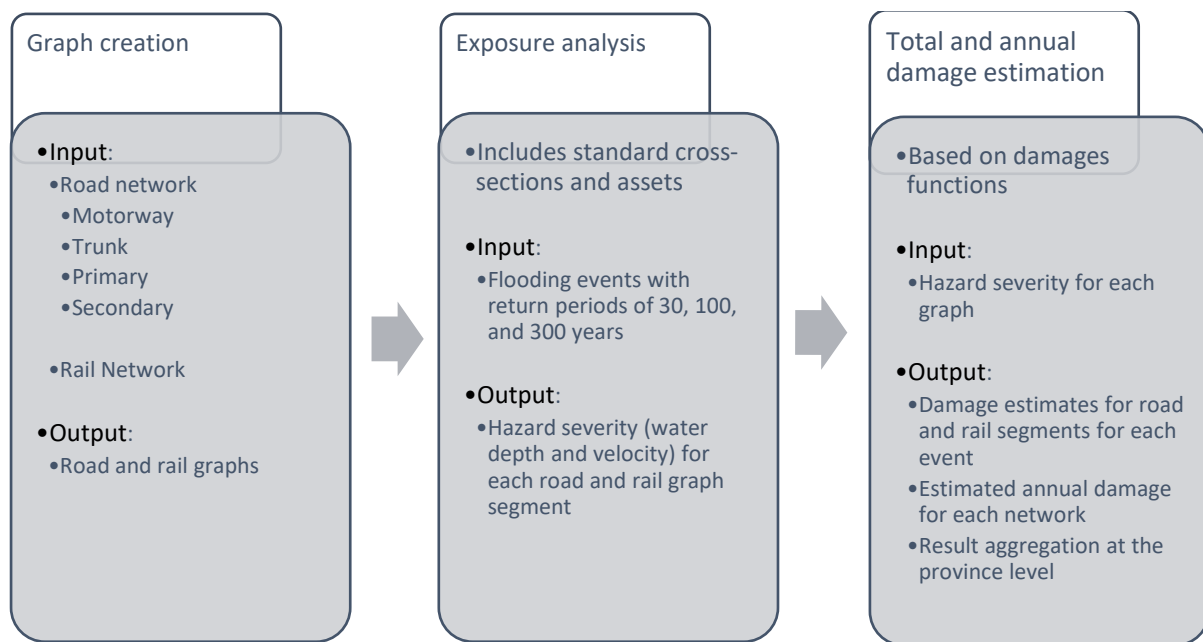 Graph creation
•Input:
•Road network
•Motorway
•Trunk
•Primary
•Secondary
•Rail Network
•Output:
•Road and rail graphs
Exposure analysis
•Includes standard cross-
sections and assets
•Input:
•Flooding events with
return periods of 30, 100,
and 300 years
•Output:
•Hazard severity (water
depth and velocity) for
each road and rail graph
segment
Total and annual
damage estimation
•Based on damages
functions
•Input:
•Hazard severity for each
graph
•Output:
•Damage estimates for road
and rail segments for each
event
•Estimated annual damage
for each network
•Result aggregation at the
province level